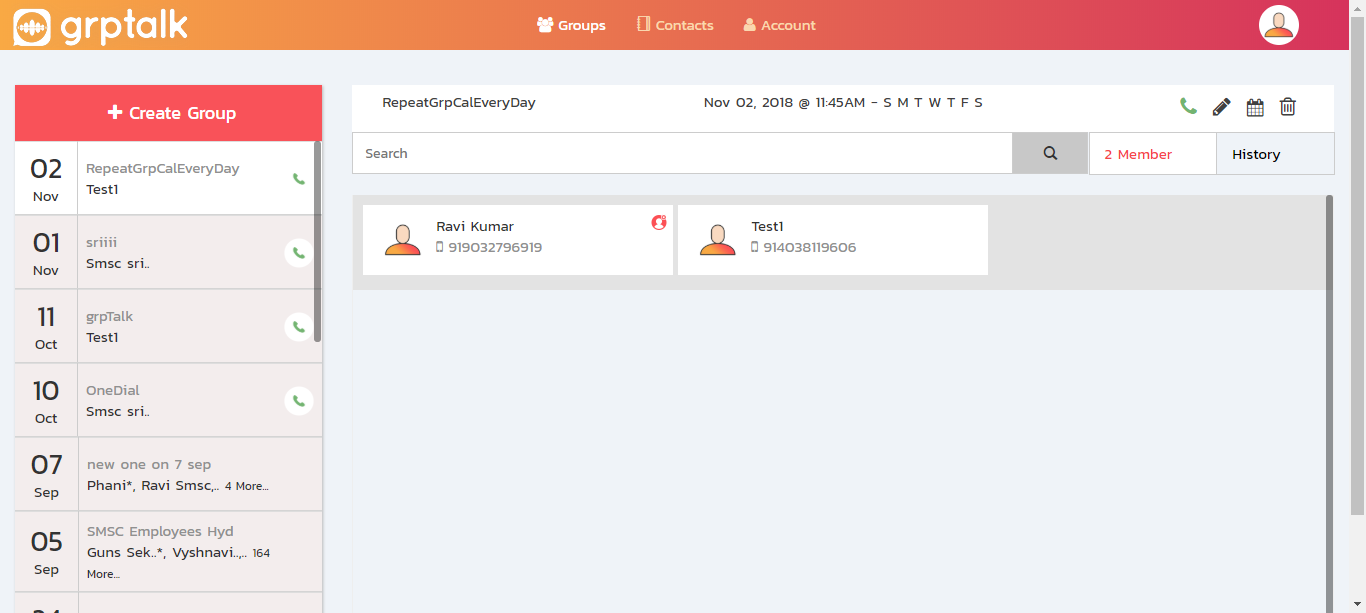 grptalk
Groups
Contacts
Account
Create Group
02
Nov
RepeatGrpCalEveryDay
Test1
01
Nov
sriiii
Smsc sri..
11
Oct
grpTalk
Test1
10
Oct
OneDial
Smsc sri..
07
Sep
new one on 7 sep
Phani*, Ravi Smsc,.. 4 More...
05
Sep
SMSC Employees Hyd
Guns Sek..*, Vyshnavi..,.. 164
More...
RepeatGrpCalEveryDay
Nov 02, 2018 @ 11:45AM - S M T W T F S
Search
2 Member
History
Ravi Kumar
919032796919
Test1
914038119606